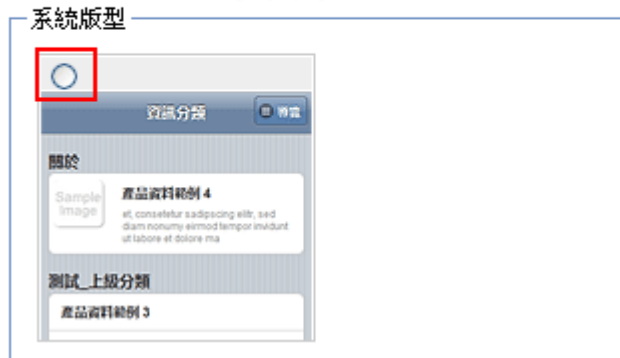 系統版型
資訊分類
導覽
關於
Sample
Image
產品資料範例 4
et, consetetur sadipscing elitr, sed
diam nonumy eirmod tempor invidunt
ut labore et dolore ma
測試_上級分類
產品資料範例 3